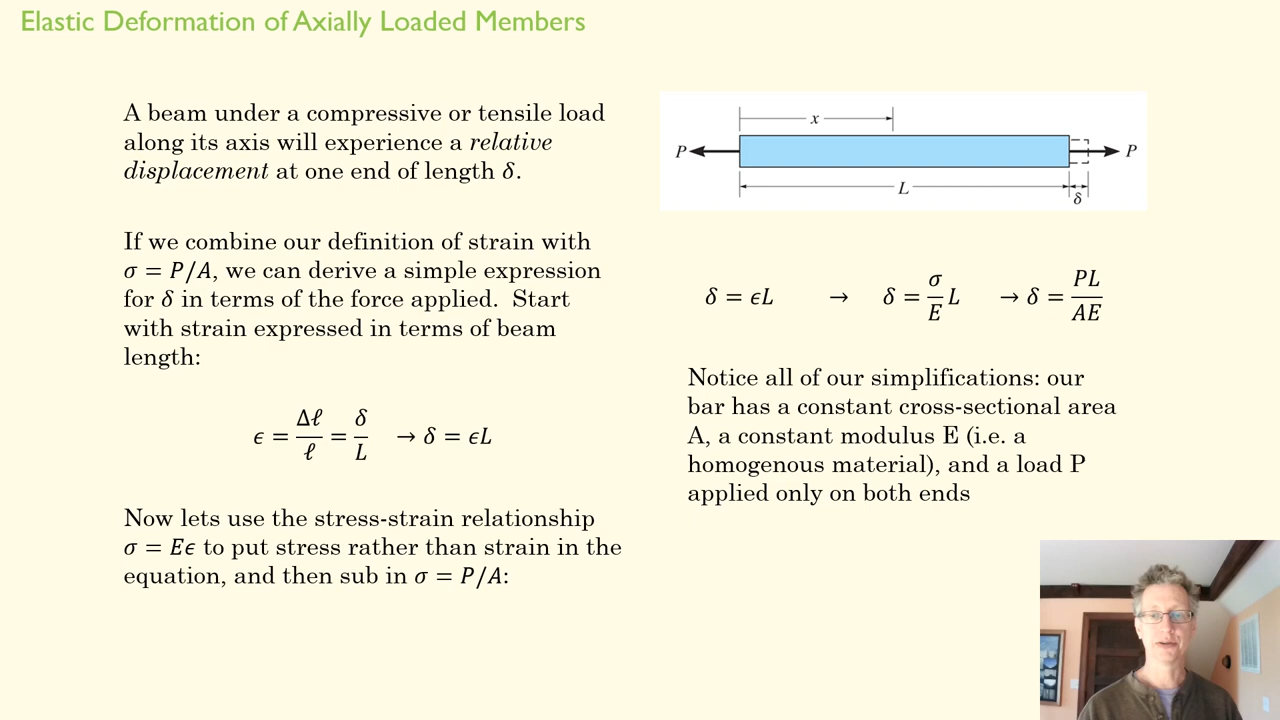 Elastic Deformation of Axially Loaded Members
A beam under a compressive or tensile load
along its axis will experience a relative
displacement at one end of length δ.
If we combine our definition of strain with
σ = P/A, we can derive a simple expression
for δ in terms of the force applied.  Start
with strain expressed in terms of beam
length:
ϵ = Δℓ/ℓ = δ/L → δ = ϵL
Now lets use the stress-strain relationship
σ = Eϵ to put stress rather than strain in the
equation, and then sub in σ = P/A:
x
P
P
L
δ
δ = ϵL → δ = σ/E L → δ = PL/AE
Notice all of our simplifications: our
bar has a constant cross-sectional area
A, a constant modulus E (i.e. a
homogenous material), and a load P
applied only on both ends